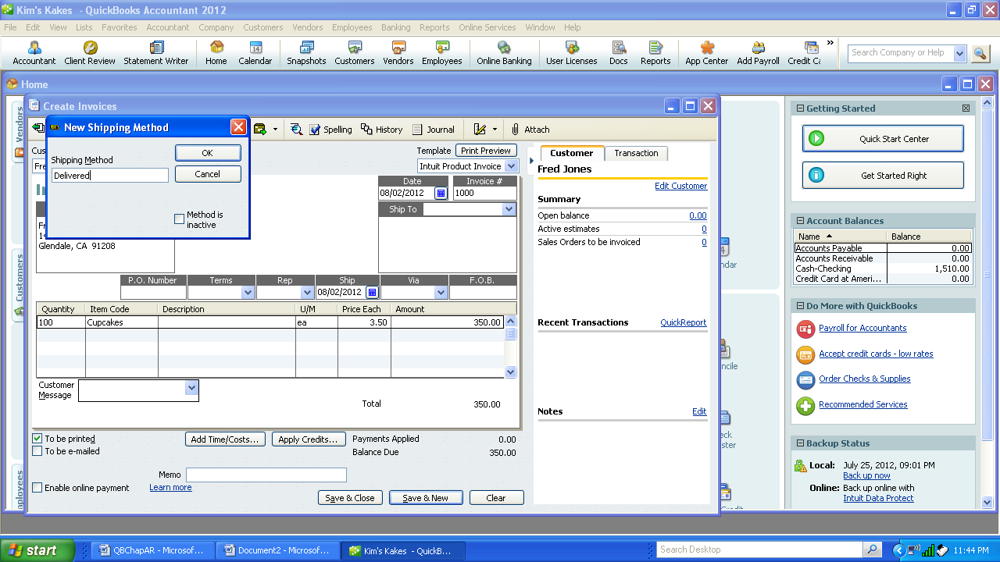 Kim's Kakes - QuickBooks Accountant 2012
File Edit View Lists Favorites Accountant Company Customers Vendors Employees Banking Reports Online Services Window Help
Accountant Client Review Statement Writer Home Snapshots Customers Vendors Employees Online Banking User Licenses Docs Reports App Center Add Payroll
Search Company or Help
Home
Vendors
Customers
Create Invoices
Spelling History Journal Attach
New Shipping Method
Shipping Method
Delivered
OK
Cancel
Method is
inactive
Template Print Preview
Intuit Product Invoice
Date Invoice #
08/02/2012 1000
Ship To
Glendale, CA 91208
P.O. Number Terms Rep Ship Via F.O.B.
08/02/2012
Quantity Item Code Description U/M Price Each Amount
100 Cupcakes ea 3.50 350.00
Customer
Message
Total 350.00
To be printed
To be e-mailed
Add Time/Costs... Apply Credits...
Payments Applied 0.00
Balance Due 350.00
Memo
Enable online payment Learn more
Save & Close Save & New Clear
Customer Transaction
Fred Jones
Edit Customer
Summary
Open balance 0.00
Active estimates 0
Sales Orders to be invoiced 0
Recent Transactions QuickReport
Notes Edit
Getting Started
Quick Start Center
Get Started Right
Account Balances
Name Balance
Accounts Payable 0.00
Accounts Receivable 0.00
Cash-Checking 1,510.00
Credit Card at Ameri... 0.00
Do More with QuickBooks
Payroll for Accountants
Accept credit cards - low rates
Order Checks & Supplies
Recommended Services
Backup Status
Local: July 25, 2012, 09:01 PM
Back up now
Online: Back up online with
Intuit Data Protect
start QBChapAR - Microsof... Document2 - Microsof... Kim's Kakes - QuickB... Search Desktop 11:44 PM